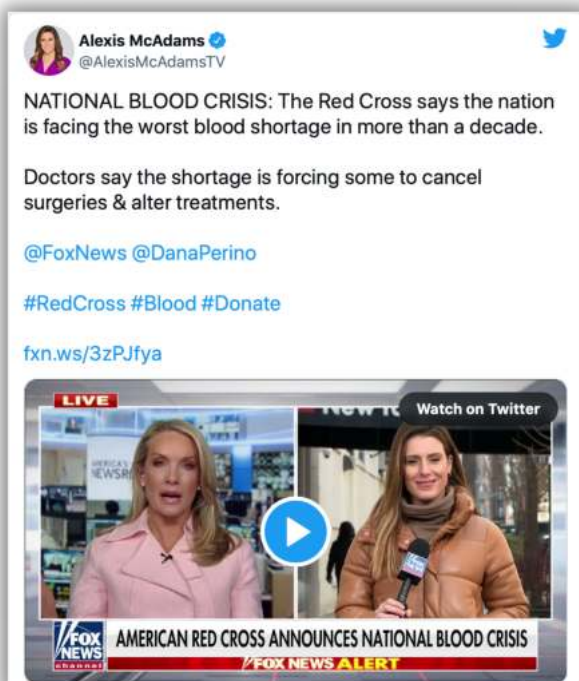 Alexis McAdams
@AlexisMcAdamsTV
NATIONAL BLOOD CRISIS: The Red Cross says the nation
is facing the worst blood shortage in more than a decade.
Doctors say the shortage is forcing some to cancel
surgeries & alter treatments.
@FoxNews @DanaPerino
#RedCross #Blood #Donate
fxn.ws/3zPJfya
LIVE
Watch on Twitter
FOX
NEWS
channel
AMERICAN RED CROSS ANNOUNCES NATIONAL BLOOD CRISIS
FOX NEWS ALERT